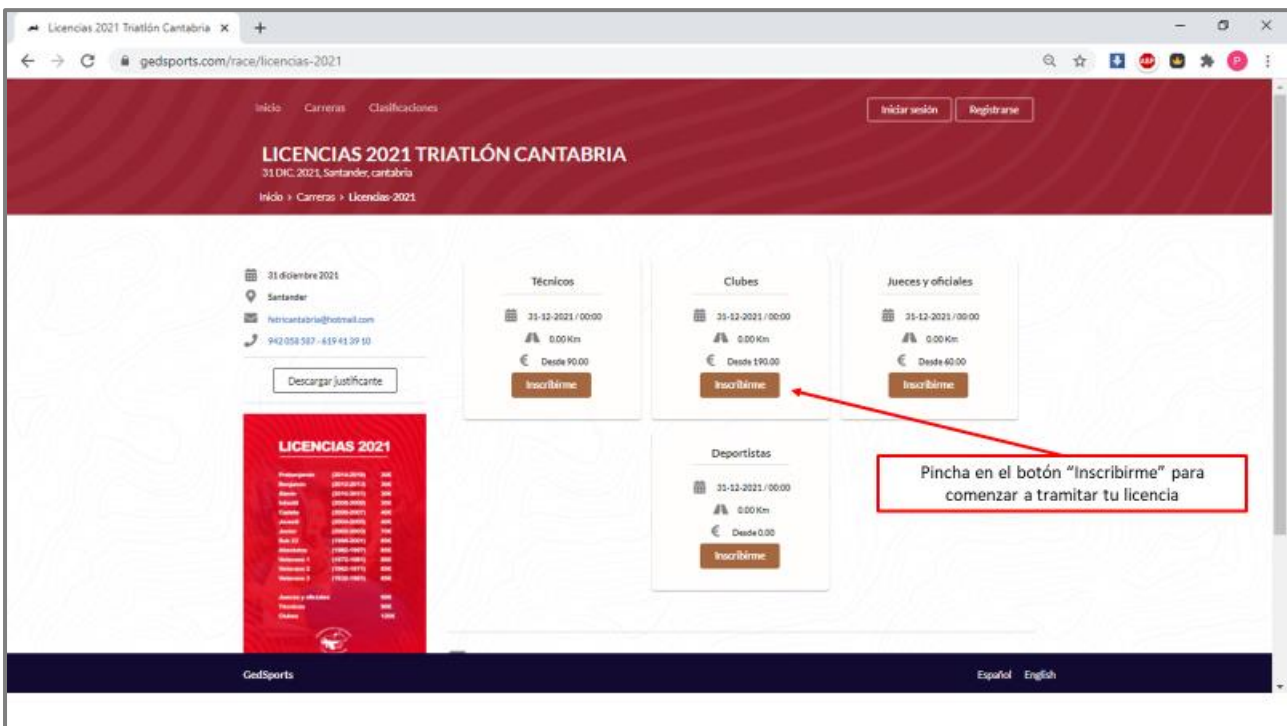 Licencias 2021 Triatlón Cantabria
gedsports.com/race/licencias-2021
ABP
P
Inicio Carreras Clasificaciones
Iniciar sesión Registrarse
LICENCIAS 2021 TRIATLÓN CANTABRIA
31 DIC. 2021, Santander, cantabria
Inicio > Carreras > Licencias-2021
31 diciembre 2021
Santander
fetricantabria@hotmail.com
942 058 587 - 619 41 39 10
Descargar justificante
LICENCIAS 2021
Jueces y oficiales
Técnicos
Clubes
Técnicos
31-12-2021 / 00:00
0.00 Km
€ Desde 90.00
Inscribirme
Clubes
31-12-2021 / 00:00
0.00 Km
€ Desde 190.00
Inscribirme
Jueces y oficiales
31-12-2021 / 00:00
0.00 Km
€ Desde 60.00
Inscribirme
Deportistas
31-12-2021 / 00:00
0.00 Km
€ Desde 0.00
Inscribirme
Pincha en el botón “Inscribirme” para
comenzar a tramitar tu licencia
GedSports
Español English